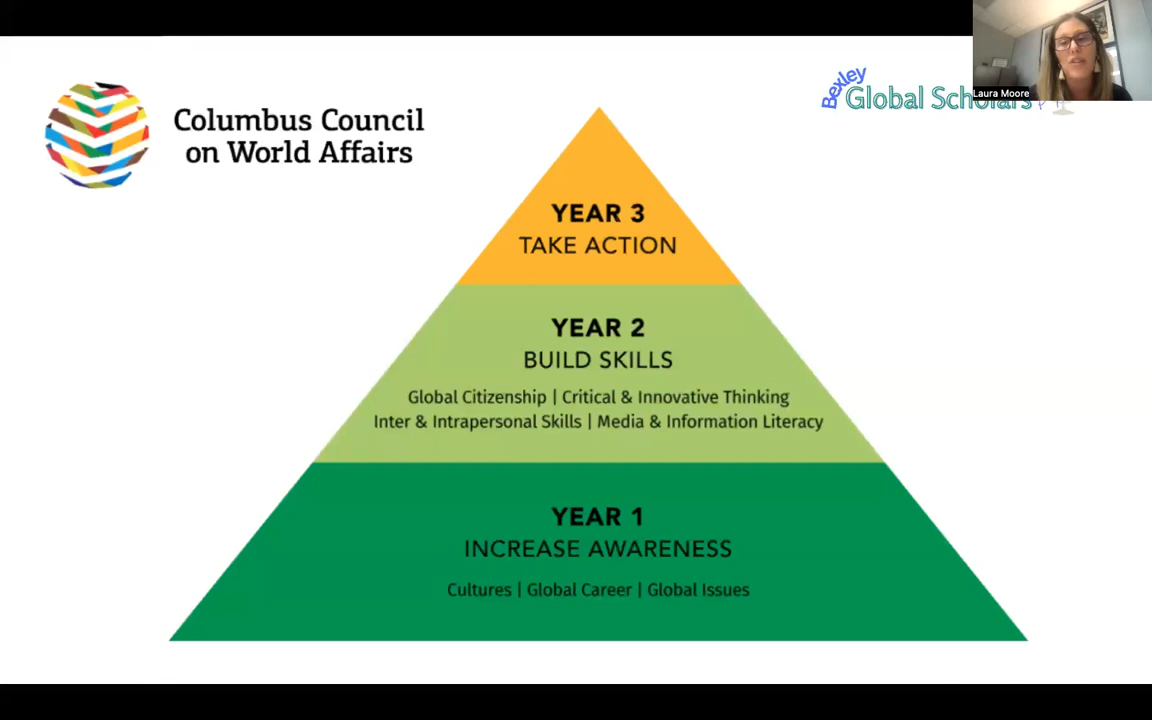 Columbus Council
on World Affairs
Bexley
Global Scholars
Laura Moore
YEAR 3
TAKE ACTION
YEAR 2
BUILD SKILLS
Global Citizenship | Critical & Innovative Thinking
Inter & Intrapersonal Skills | Media & Information Literacy
YEAR 1
INCREASE AWARENESS
Cultures | Global Career | Global Issues